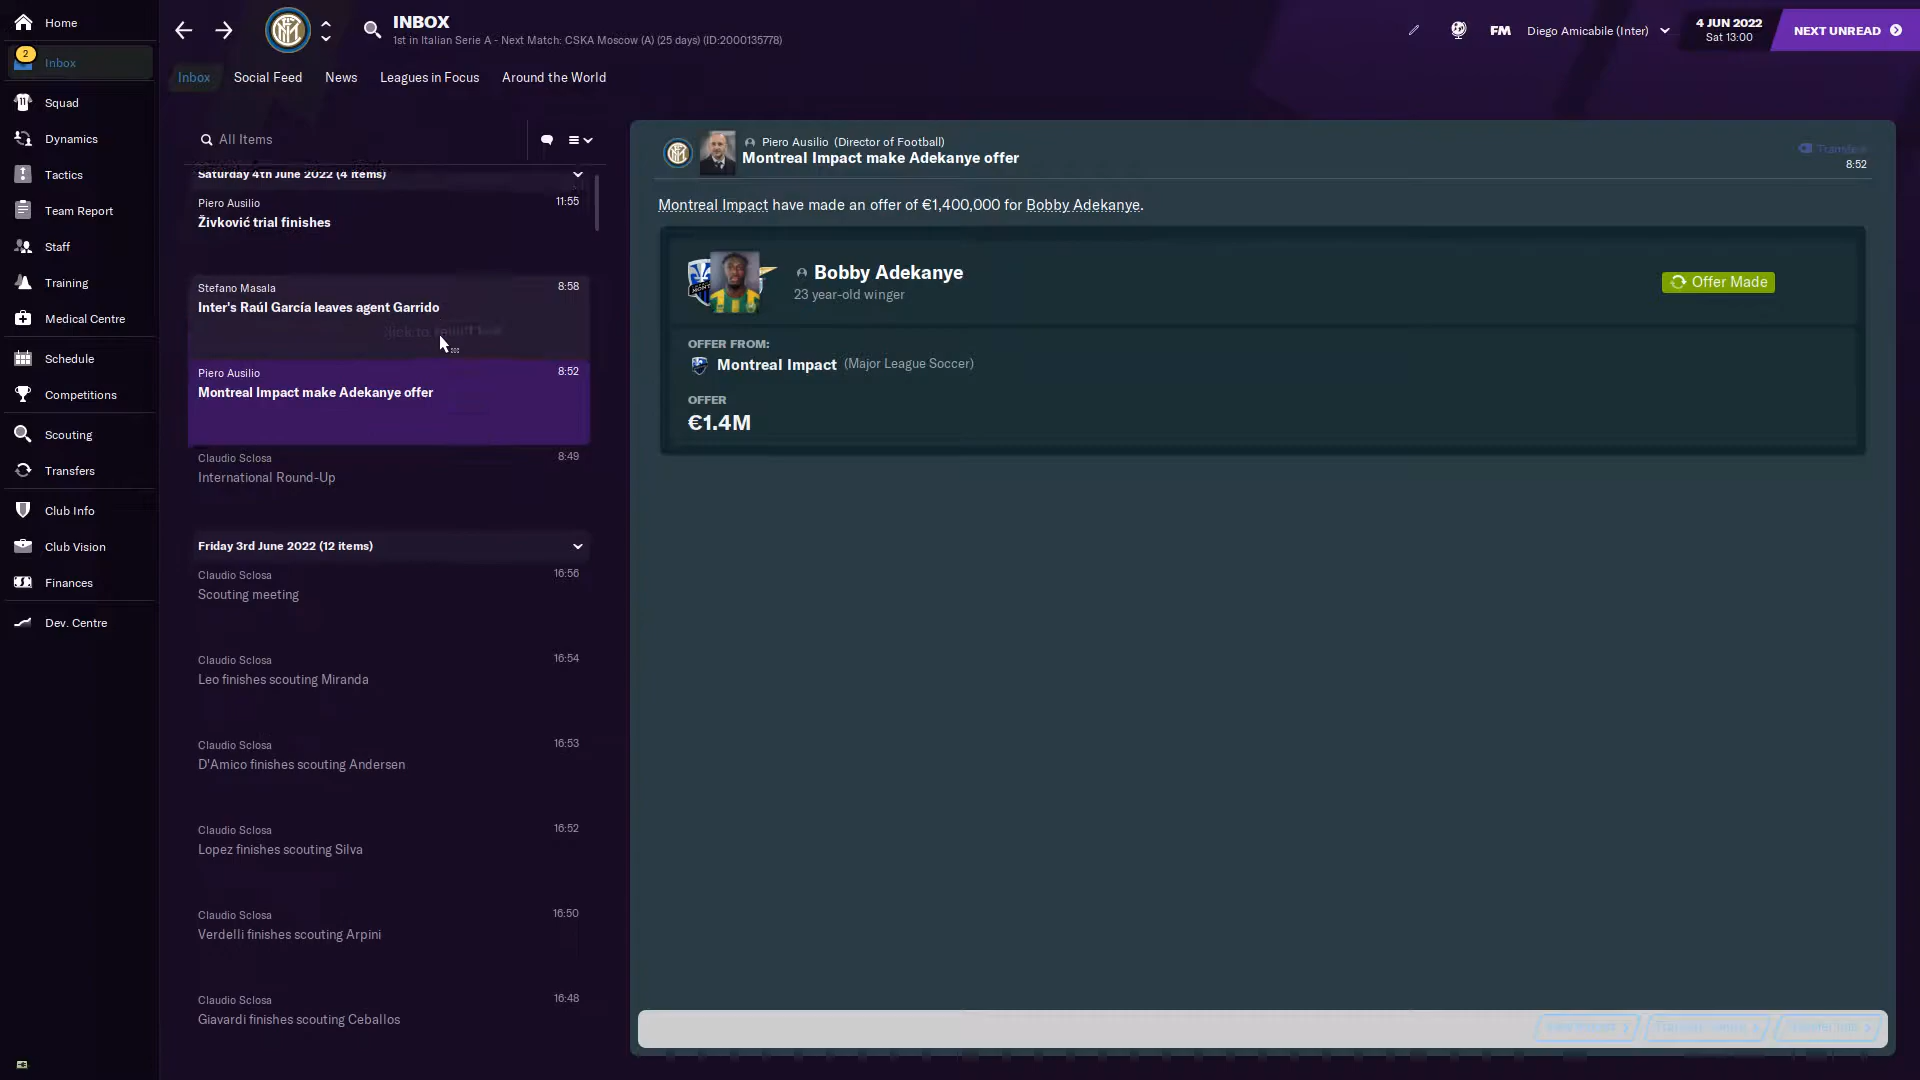 Home
2
Inbox
Squad
Dynamics
Tactics
Team Report
Staff
Training
Medical Centre
Schedule
Competitions
Scouting
Transfers
Club Info
Club Vision
Finances
Dev. Centre
INBOX
1st in Italian Serie A - Next Match: CSKA Moscow (A) (25 days) (ID:2000135778)
FM
Diego Amicabile (Inter)
4 JUN 2022
Sat 13:00
NEXT UNREAD
Inbox Social Feed News Leagues in Focus Around the World
All Items
Saturday 4th June 2022 (4 items)
Piero Ausilio 11:55
Živković trial finishes
Stefano Masala 8:58
Inter's Raúl García leaves agent Garrido
Piero Ausilio 8:52
Montreal Impact make Adekanye offer
Claudio Sclosa 8:49
International Round-Up
Friday 3rd June 2022 (12 items)
Claudio Sclosa 16:56
Scouting meeting
Claudio Sclosa 16:54
Leo finishes scouting Miranda
Claudio Sclosa 16:53
D'Amico finishes scouting Andersen
Claudio Sclosa 16:52
Lopez finishes scouting Silva
Claudio Sclosa 16:50
Verdelli finishes scouting Arpini
Claudio Sclosa 16:48
Giavardi finishes scouting Ceballos
Piero Ausilio (Director of Football)
Montreal Impact make Adekanye offer
8:52
Montreal Impact have made an offer of €1,400,000 for Bobby Adekanye.
Bobby Adekanye
23 year-old winger
Offer Made
OFFER FROM:
Montreal Impact (Major League Soccer)
OFFER
€1.4M